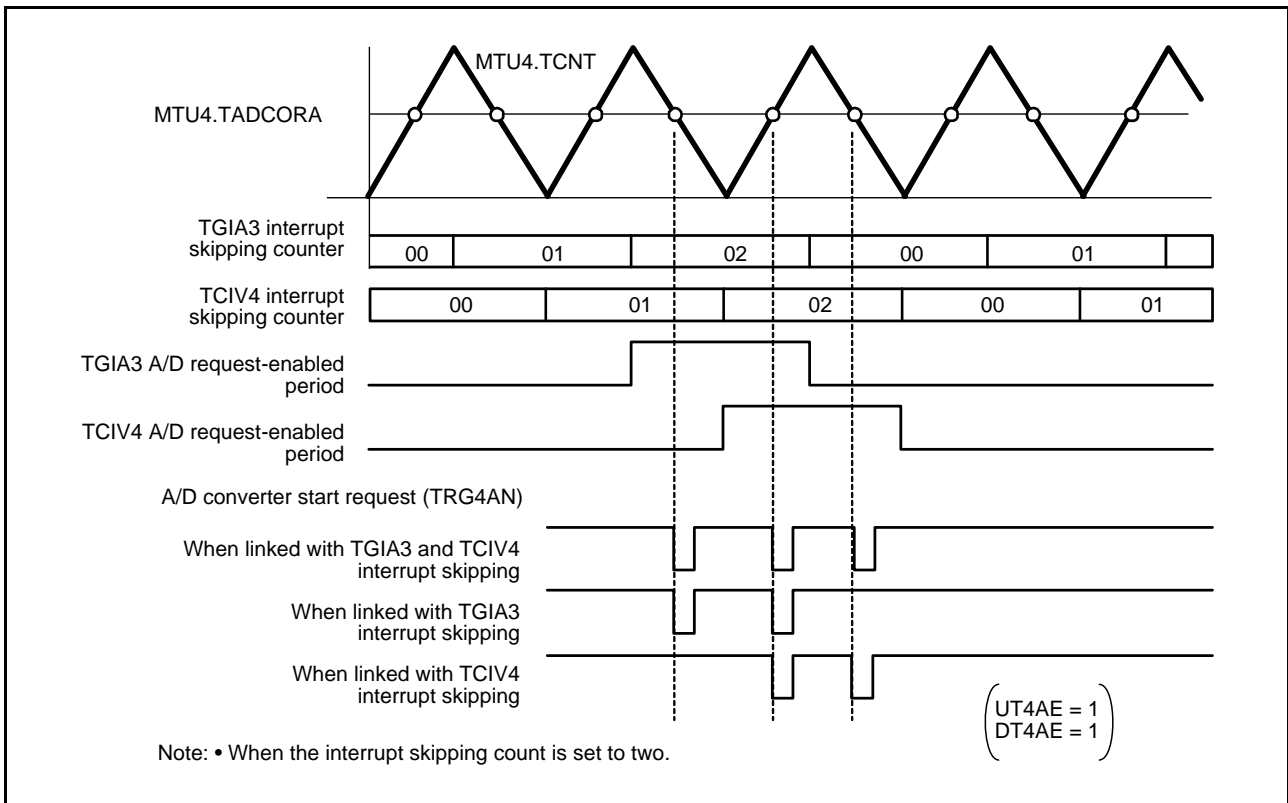 MTU4.TCNT
MTU4.TADCORA
TGIA3 interrupt
skipping counter
00 01 02 00 01
TCIV4 interrupt
skipping counter
00 01 02 00 01
TGIA3 A/D request-enabled
period
TCIV4 A/D request-enabled
period
A/D converter start request (TRG4AN)
When linked with TGIA3 and TCIV4
interrupt skipping
When linked with TGIA3
interrupt skipping
When linked with TCIV4
interrupt skipping
UT4AE = 1
DT4AE = 1
Note: • When the interrupt skipping count is set to two.